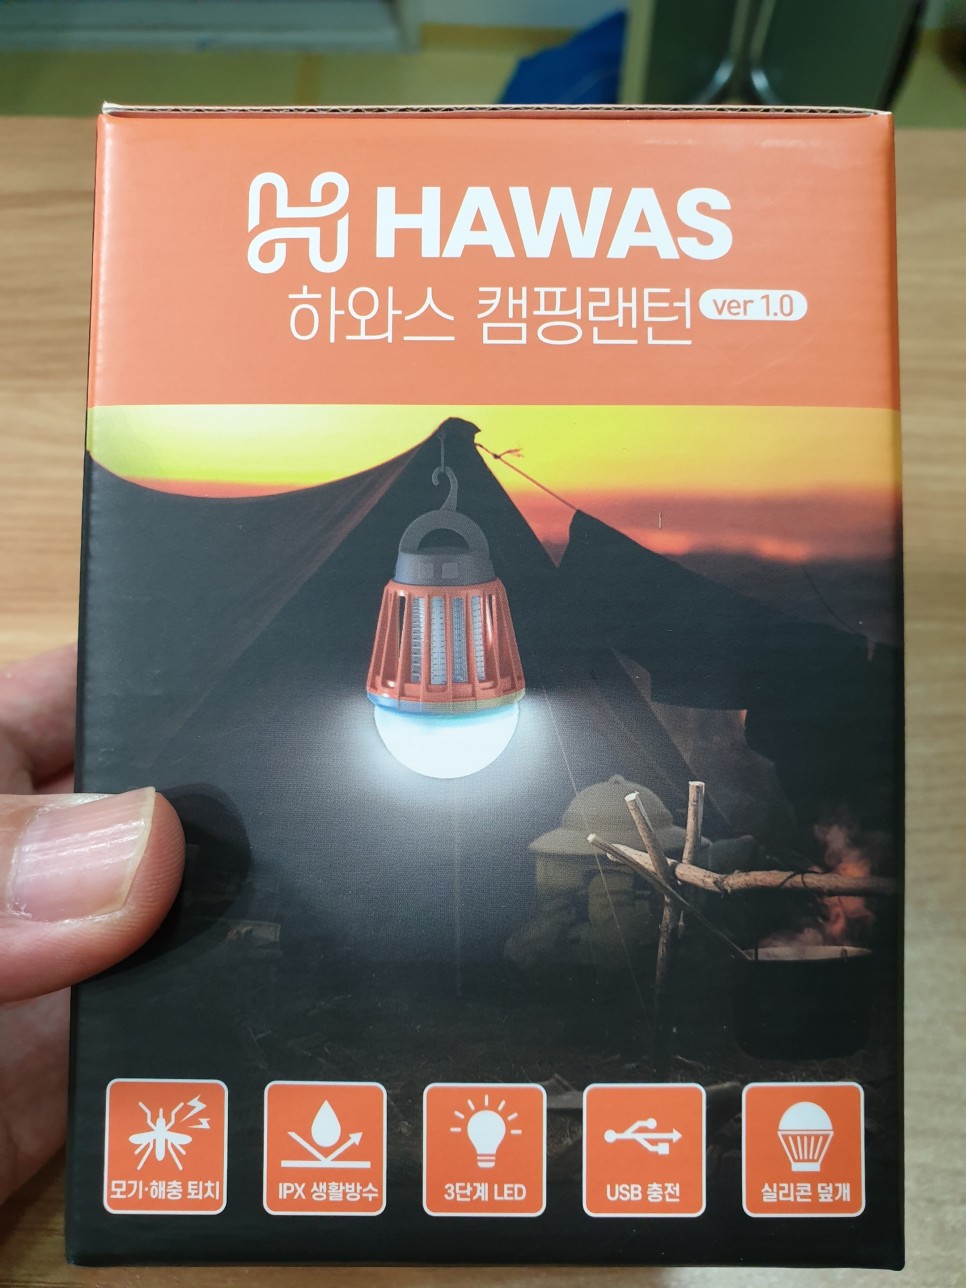 HAWAS
하와스 캠핑랜턴 ver 1.0
모기·해충 퇴치
IPX 생활방수
3단계 LED
USB 충전
실리콘 덮개